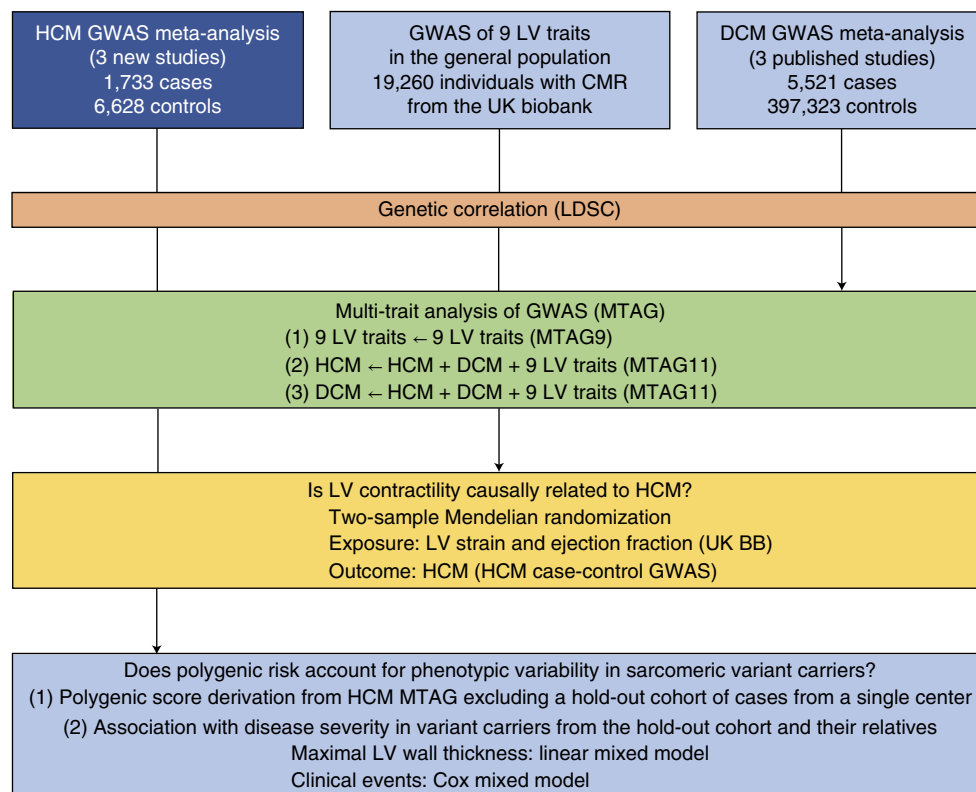 HCM GWAS meta-analysis
(3 new studies)
1,733 cases
6,628 controls
GWAS of 9 LV traits
in the general population
19,260 individuals with CMR
from the UK biobank
DCM GWAS meta-analysis
(3 published studies)
5,521 cases
397,323 controls
Genetic correlation (LDSC)
Multi-trait analysis of GWAS (MTAG)
(1) 9 LV traits ← 9 LV traits (MTAG9)
(2) HCM ← HCM + DCM + 9 LV traits (MTAG11)
(3) DCM ← HCM + DCM + 9 LV traits (MTAG11)
Is LV contractility causally related to HCM?
Two-sample Mendelian randomization
Exposure: LV strain and ejection fraction (UK BB)
Outcome: HCM (HCM case-control GWAS)
Does polygenic risk account for phenotypic variability in sarcomeric variant carriers?
(1) Polygenic score derivation from HCM MTAG excluding a hold-out cohort of cases from a single center
(2) Association with disease severity in variant carriers from the hold-out cohort and their relatives
Maximal LV wall thickness: linear mixed model
Clinical events: Cox mixed model